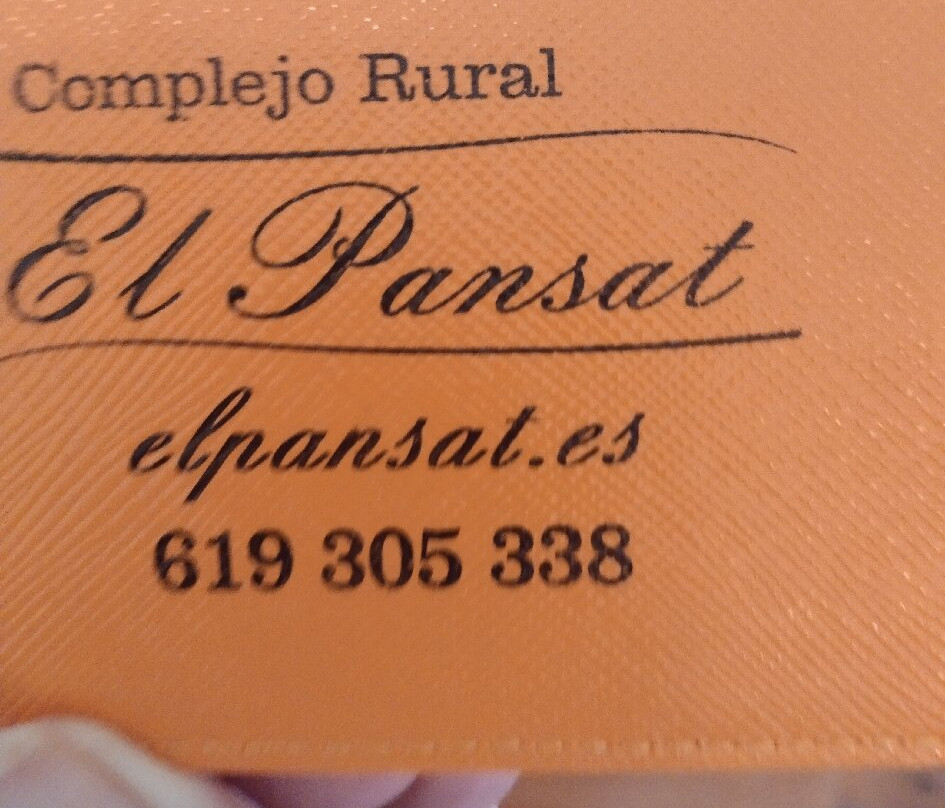 Complejo Rural
El Pansat
elpansat.es
619 305 338